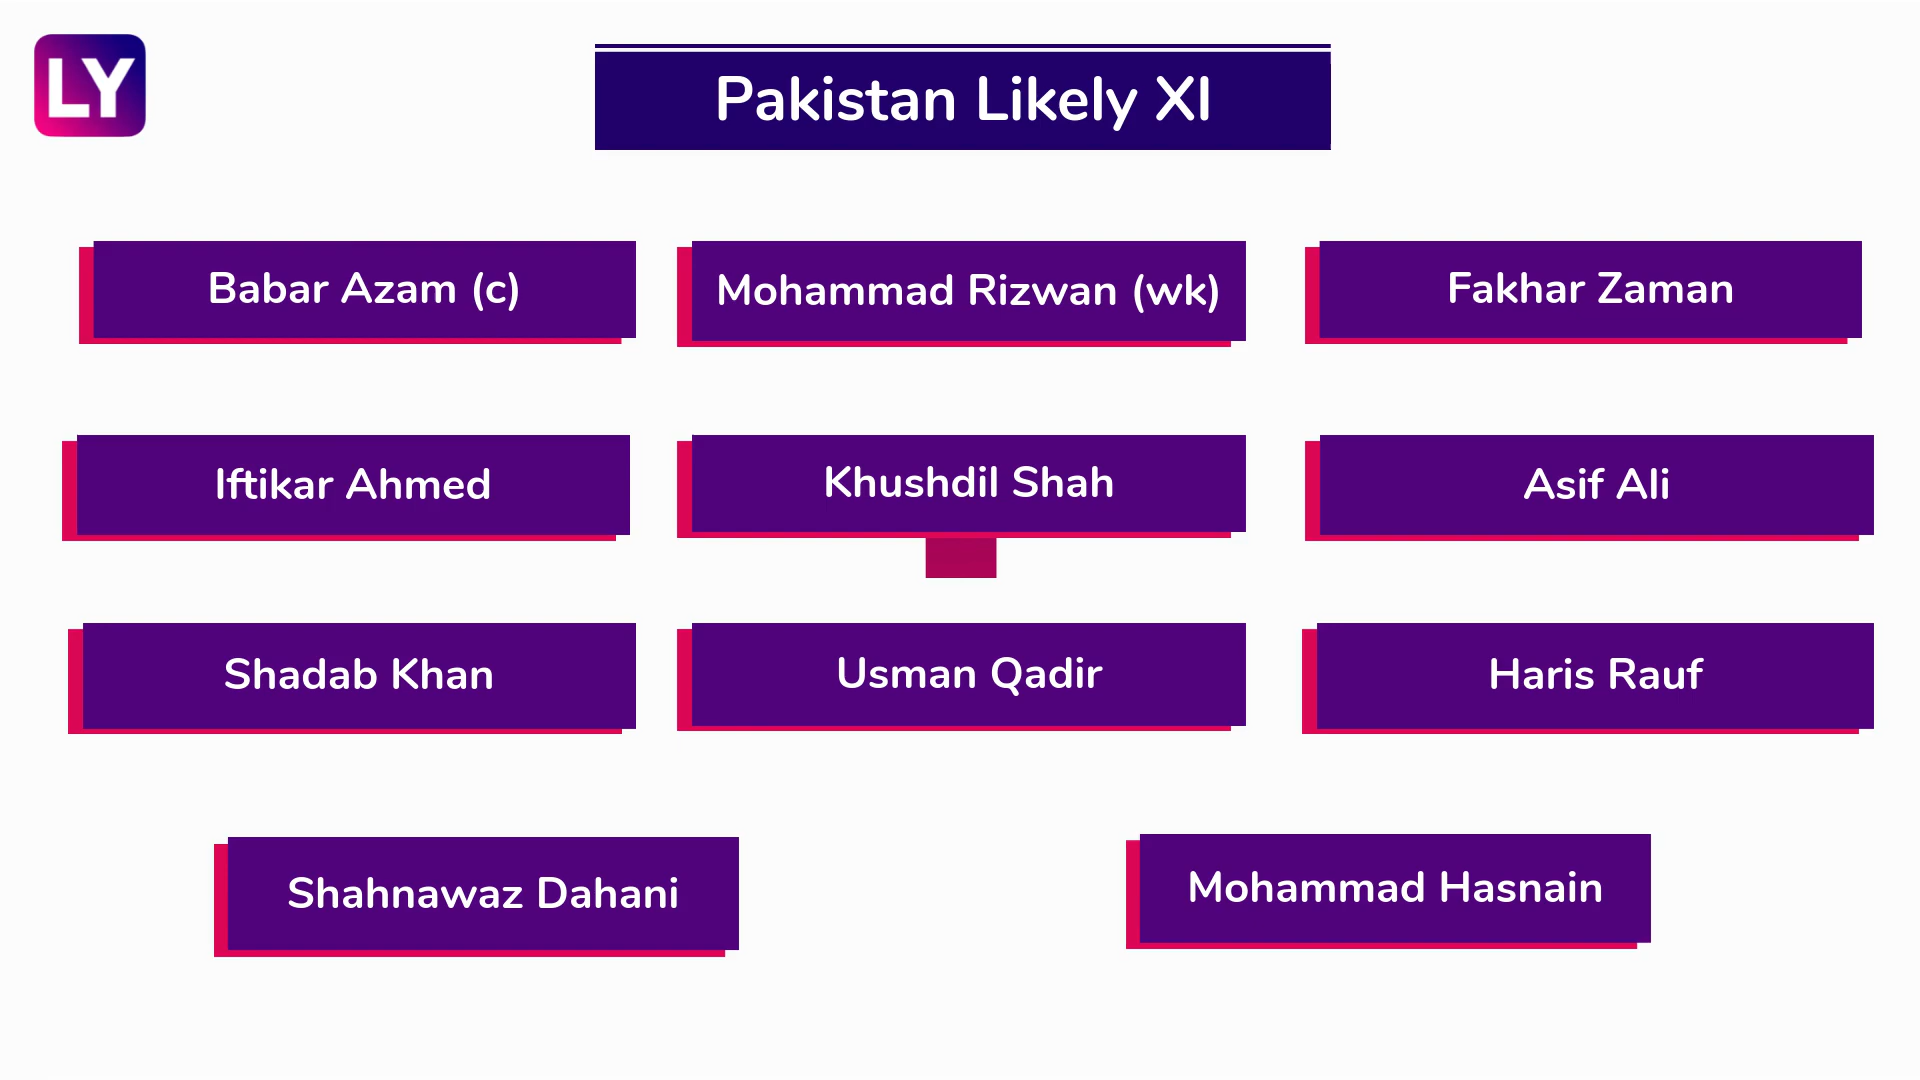 LY
Pakistan Likely XI
Babar Azam (c)
Mohammad Rizwan (wk)
Fakhar Zaman
Iftikar Ahmed
Khushdil Shah
Asif Ali
Shadab Khan
Usman Qadir
Haris Rauf
Shahnawaz Dahani
Mohammad Hasnain